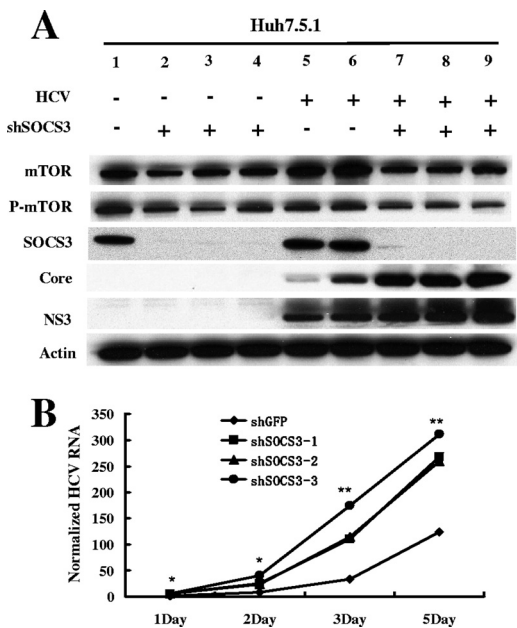 A
Huh7.5.1
1 2 3 4 5 6 7 8 9
HCV - - - - + + + + +
shSOCS3 - + + + - - + + +
mTOR
P-mTOR
SOCS3
Core
NS3
Actin
B
Normalized HCV RNA
350
300
250
200
150
100
50
0
shGFP
shSOCS3-1
shSOCS3-2
shSOCS3-3
*
*
**
**
1Day 2Day 3Day 5Day